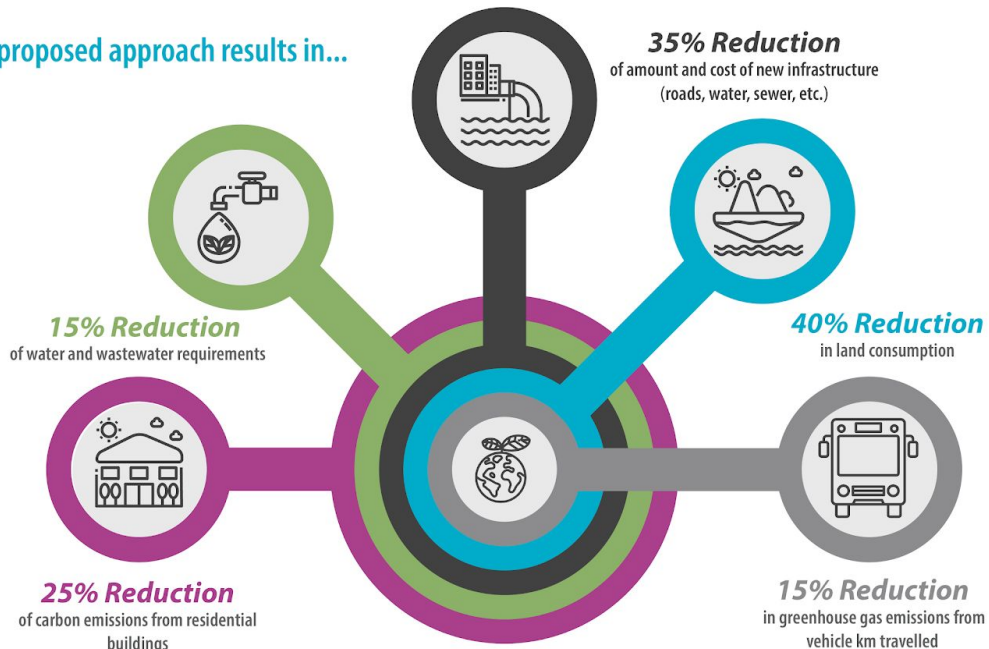 proposed approach results in...
35% Reduction
of amount and cost of new infrastructure
(roads, water, sewer, etc.)
15% Reduction
of water and wastewater requirements
40% Reduction
in land consumption
25% Reduction
of carbon emissions from residential
buildings
15% Reduction
in greenhouse gas emissions from
vehicle km travelled